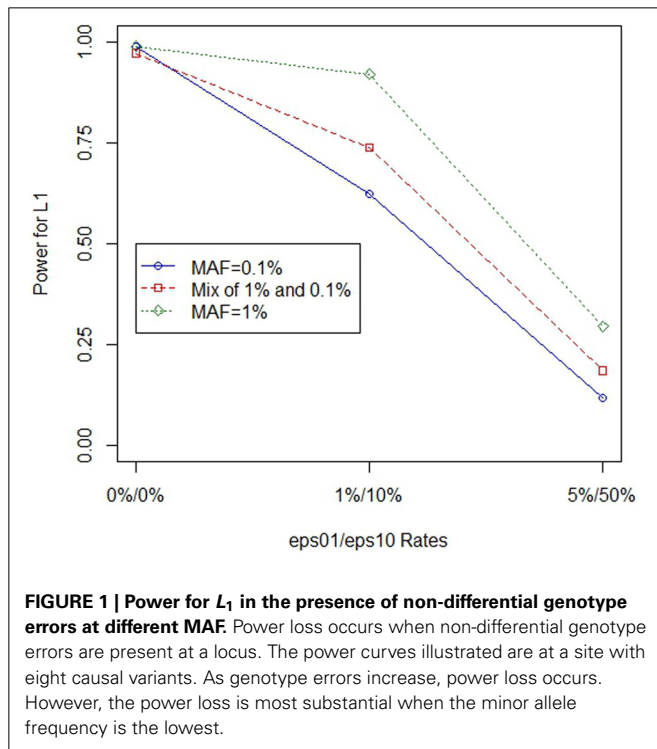 1.00
0.75
0.50
0.25
0.00
Power for L1
MAF=0.1%
Mix of 1% and 0.1%
MAF=1%
0%/0%
1%/10%
5%/50%
eps01/eps10 Rates
FIGURE 1 | Power for L1 in the presence of non-differential genotype
errors at different MAF. Power loss occurs when non-differential genotype
errors are present at a locus. The power curves illustrated are at a site with
eight causal variants. As genotype errors increase, power loss occurs.
However, the power loss is most substantial when the minor allele
frequency is the lowest.